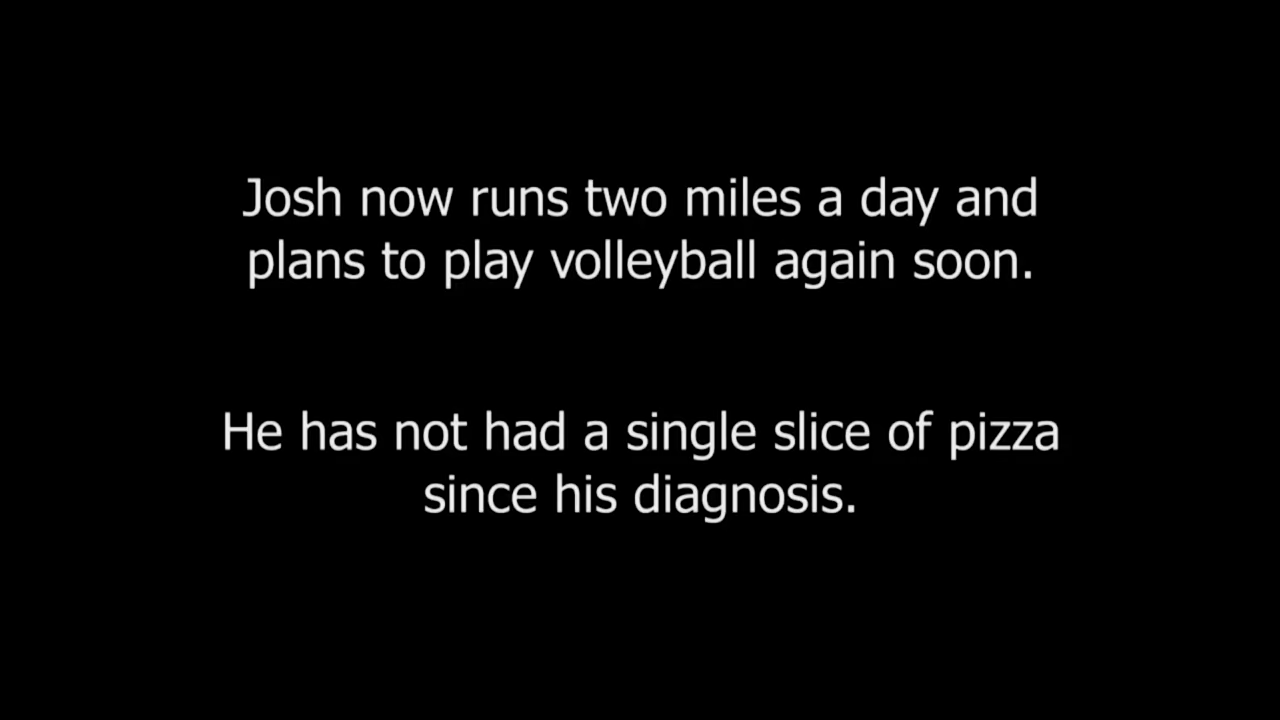 Josh now runs two miles a day and
plans to play volleyball again soon.
He has not had a single slice of pizza
since his diagnosis.